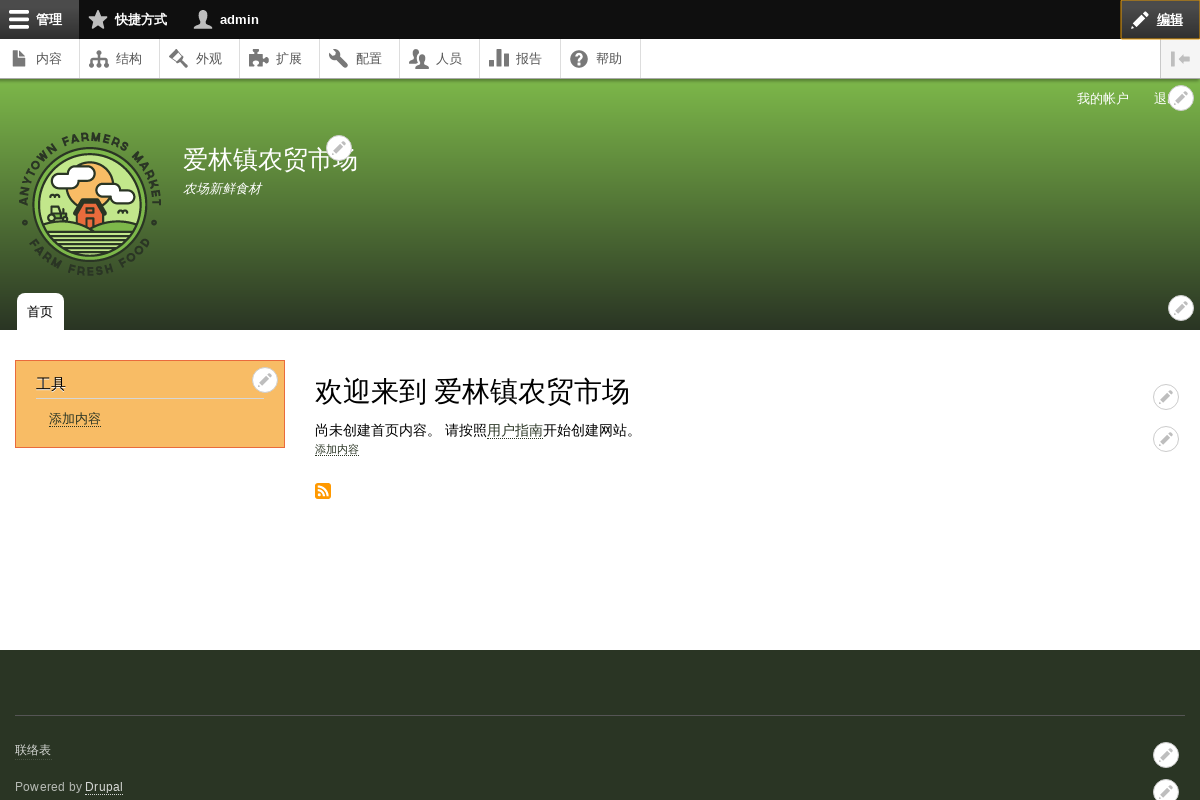 管理
快捷方式
admin
编辑
内容
结构
外观
扩展
配置
人员
报告
帮助
我的帐户
ANYTOWN FARMERS MARKET
FARM FRESH FOOD
爱林镇农贸市场
农场新鲜食材
首页
工具
添加内容
欢迎来到 爱林镇农贸市场
尚未创建首页内容。 请按照用户指南开始创建网站。
添加内容
联络表
Powered by Drupal